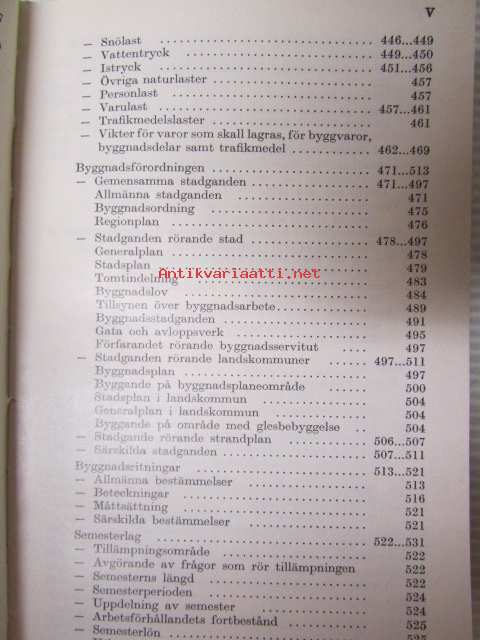 V
— Snölast 446...449
— Vattentryck 449...450
— Istryck 451...456
— Övriga naturlaster 457
— Personlast 457
— Varulast 457...461
— Trafikmedelslaster 461
— Vikter för varor som skall lagras, för byggvaror,
byggnadsdelar samt trafikmedel 462...469
Byggnadsförordningen 471...513
— Gemensamma stadganden 471...497
Allmänna stadganden 471
Byggnadsordning 475
Regionplan 476
— Stadganden rörande stad 478...497
Generalplan 478
Stadsplan 479
Antikvariaatti.net
Tomtindelning 483
Byggnadslov 484
Tillsynen över byggnadsarbete 489
Byggnadsstadganden 491
Gata och avloppsverk 495
Förfarandet rörande byggnadsservitut 497
— Stadganden rörande landskommuner 497...511
Byggnadsplan 497
Byggande på byggnadsplaneområde 500
Stadsplan i landskommun 504
Generalplan i landskommun 504
Byggande på område med glesbebyggelse 504
— Stadgande rörande strandplan 506...507
— Särskilda stadganden 507...511
Byggnadsritningar 513...521
— Allmänna bestämmelser 513
— Beteckningar 516
— Måttsättning 521
— Särskilda bestämmelser 521
Semesterlag 522...531
— Tillämpningsområde 522
— Avgörande av frågor som rör tillämpningen 522
— Semesterns längd 522
— Semesterperioden 524
— Uppdelning av semester 524
— Arbetsförhållandets fortbestånd 525
— Semesterlön 525